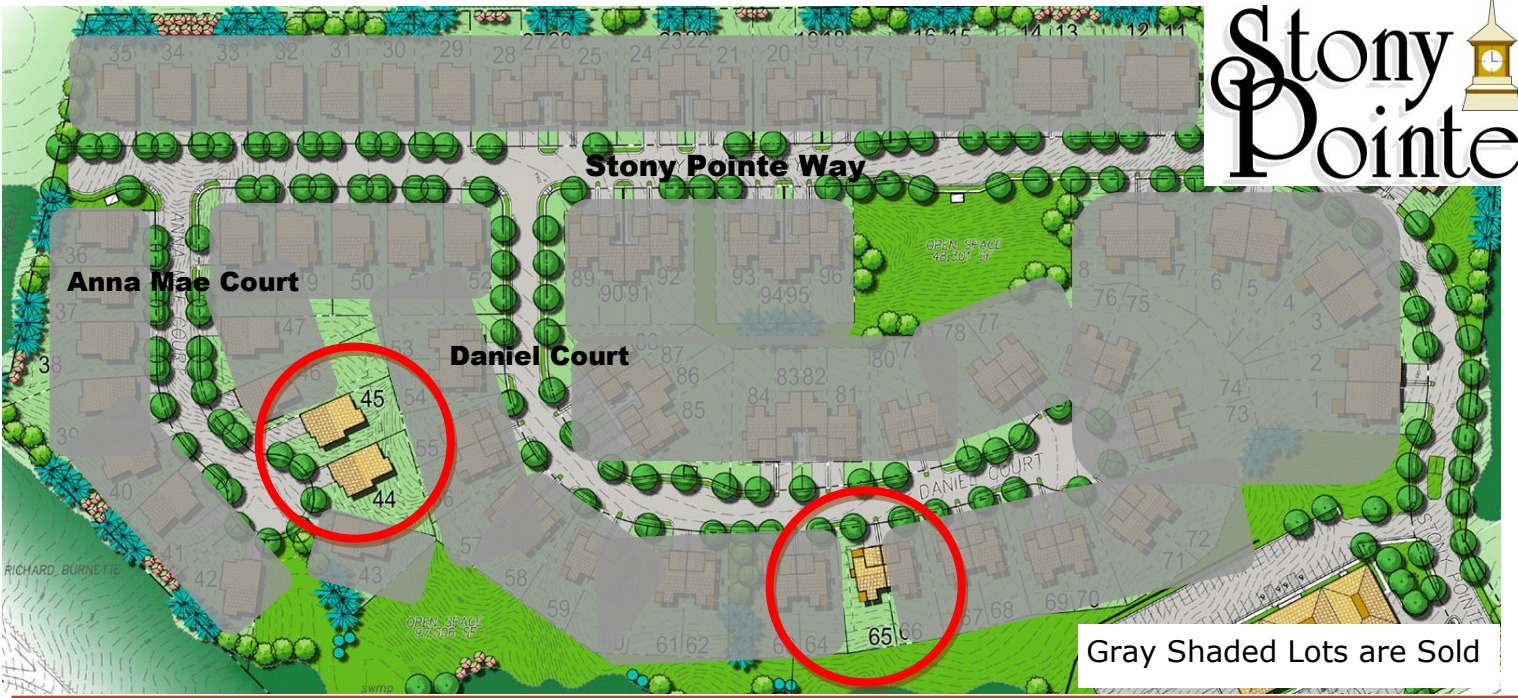 Stony
Pointe
35 34 33 32 31 30 29 28 27 26 25 24 23 22 21 20 19 18 17 16 15 14 13 12 11
Stony Pointe Way
36
Anna Mae Court
50
52
89 90 91 92 93 94 95 96
OPEN SPACE
8 7 6 5 4 3 2 1
37
47
76 75
78 77
38
46
45
53
Daniel Court
87
86
85
84 83 82 81 80
74
73
54
55
39
44
40
DANIEL COURT
41
42
43
57
58
59
61 62
64
65
66
67 68 69 70 71 72
RICHARD BURNETTE
OPEN SPACE
swmp
Gray Shaded Lots are Sold